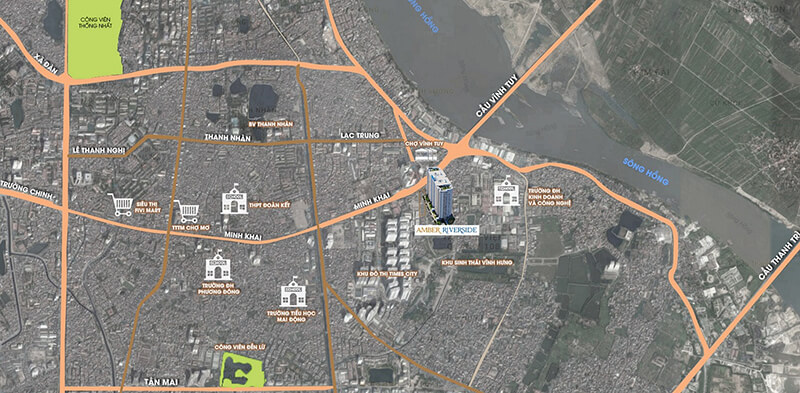 CÔNG VIÊN
THỐNG NHẤT
SÔNG HỒNG
CẦU VĨNH TUY
XÃ ĐÀN
BV THANH NHÀN
THANH NHÀN
LẠC TRUNG
CHỢ VĨNH TUY
LÊ THANH NGHỊ
SÔNG HỒNG
TRƯỜNG CHINH
SIÊU THỊ
FIVI MART
TTTM CHỢ MƠ
SCHOOL
THPT ĐOÀN KẾT
MINH KHAI
MINH KHAI
AMBER RIVERSIDE
SCHOOL
TRƯỜNG ĐH
KINH DOANH
VÀ CÔNG NGHỆ
CẦU THANH TRÌ
SCHOOL
TRƯỜNG ĐH
PHƯƠNG ĐÔNG
KHU ĐÔ THỊ TIMES CITY
KHU SINH THÁI VĨNH HƯNG
SCHOOL
TRƯỜNG TIỂU HỌC
MAI ĐỘNG
CÔNG VIÊN ĐỀN LỪ
TÂN MAI